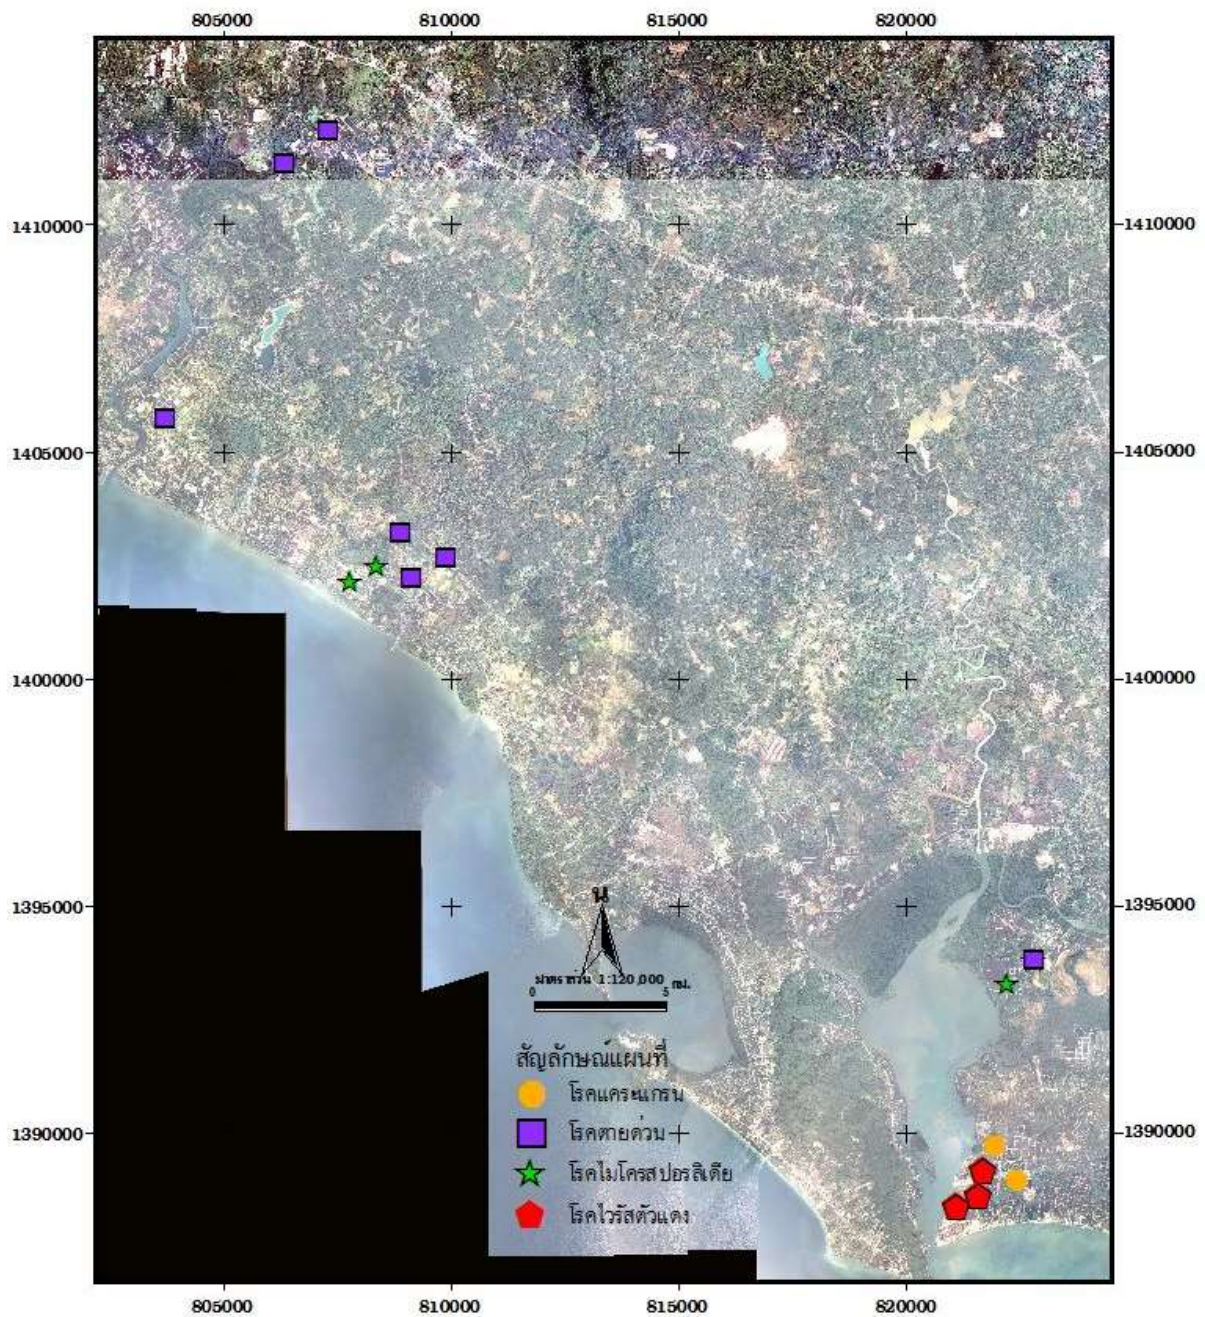 805000 810000 815000 820000
1410000 1410000
1405000 1405000
1400000 1400000
น
1395000 1395000
มาตราส่วน 1:120,000
0 5 กม.
สัญลักษณ์แผนที่
โรคแคระแกรน
1390000 โรคตายด่วน 1390000
โรคไมโครสปอริเดีย
โรคไวรัสตัวแดง
805000 810000 815000 820000